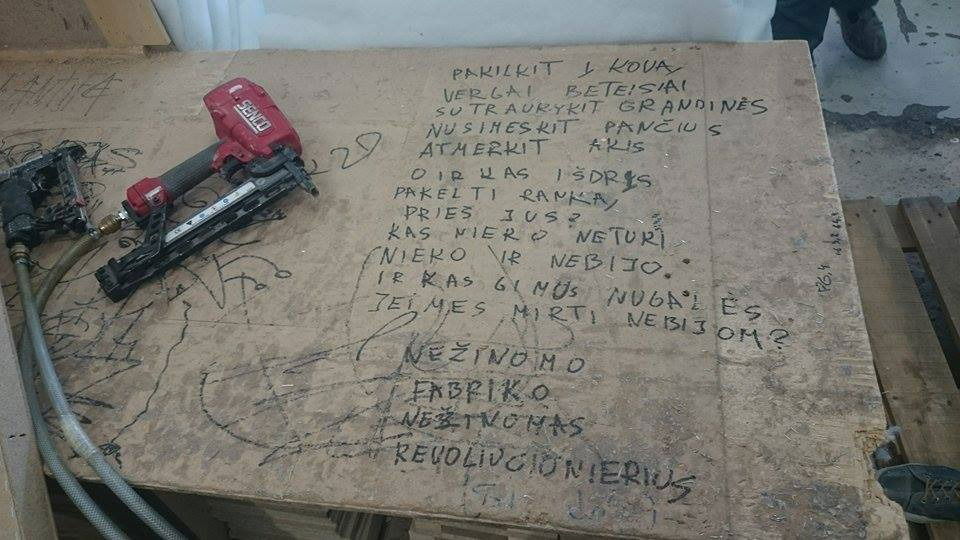 SENCO
PAKILKIT Į KOVĄ,
VERGAI BETEISIAI
SUTRAUKYKIT GRANDINĖS
NUSIMESKIT PANČIUS
ATMERKIT AKIS
O IR KAS IŠDRĮS
PAKELTI RANKĄ
PRIEŠ JUS?
KAS NIEKO NETURI
NIEKO IR NEBIJO.
IR KAS GI MUS NUGALĖS
JEI MES MIRTI NEBIJOM?
NEŽINOMO
FABRIKO
NEŽINOMAS
REVOLIUCIONIERIUS